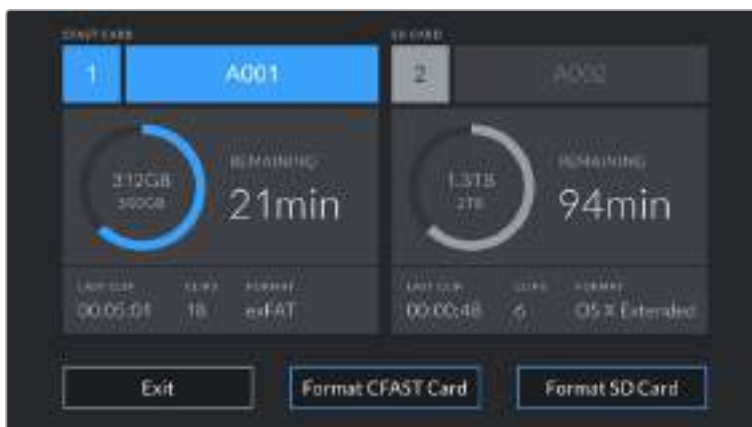 CFAST CARD
1 A001
312GB
REMAINING
21min
LAST CLIP CLIPS FORMAT
00:05:01 18 exFAT
SD CARD
2 A002
1.3TB
2TB
REMAINING
94min
LAST CLIP CLIPS FORMAT
00:00:48 6 OS X Extended
Exit
Format CFAST Card
Format SD Card